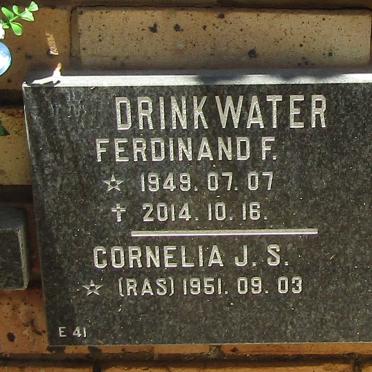 DRINKWATER
FERDINAND F.
☆ 1949. 07. 07
✝ 2014. 10. 16.
CORNELIA J. S.
☆ (RAS) 1951. 09. 03
E 41